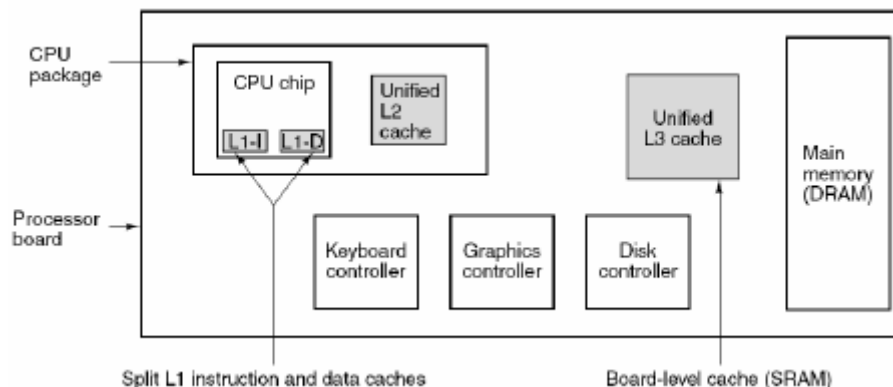 CPU
package
CPU chip
L1-I
L1-D
Unified
L2
cache
Unified
L3 cache
Main
memory
(DRAM)
Processor
board
Keyboard
controller
Graphics
controller
Disk
controller
Split L1 instruction and data caches
Board-level cache (SRAM)